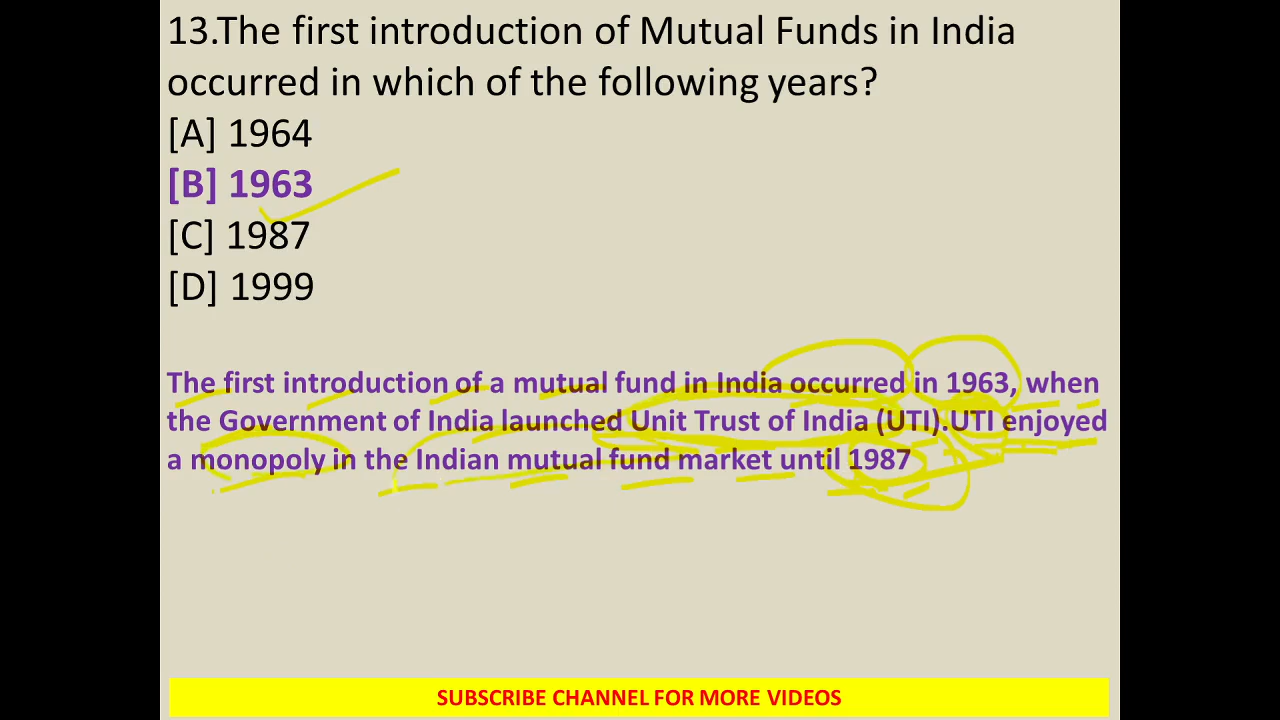 13.The first introduction of Mutual Funds in India
occurred in which of the following years?
[A] 1964
[B] 1963
[C] 1987
[D] 1999
The first introduction of a mutual fund in India occurred in 1963, when
the Government of India launched Unit Trust of India (UTI).UTI enjoyed
a monopoly in the Indian mutual fund market until 1987
SUBSCRIBE CHANNEL FOR MORE VIDEOS